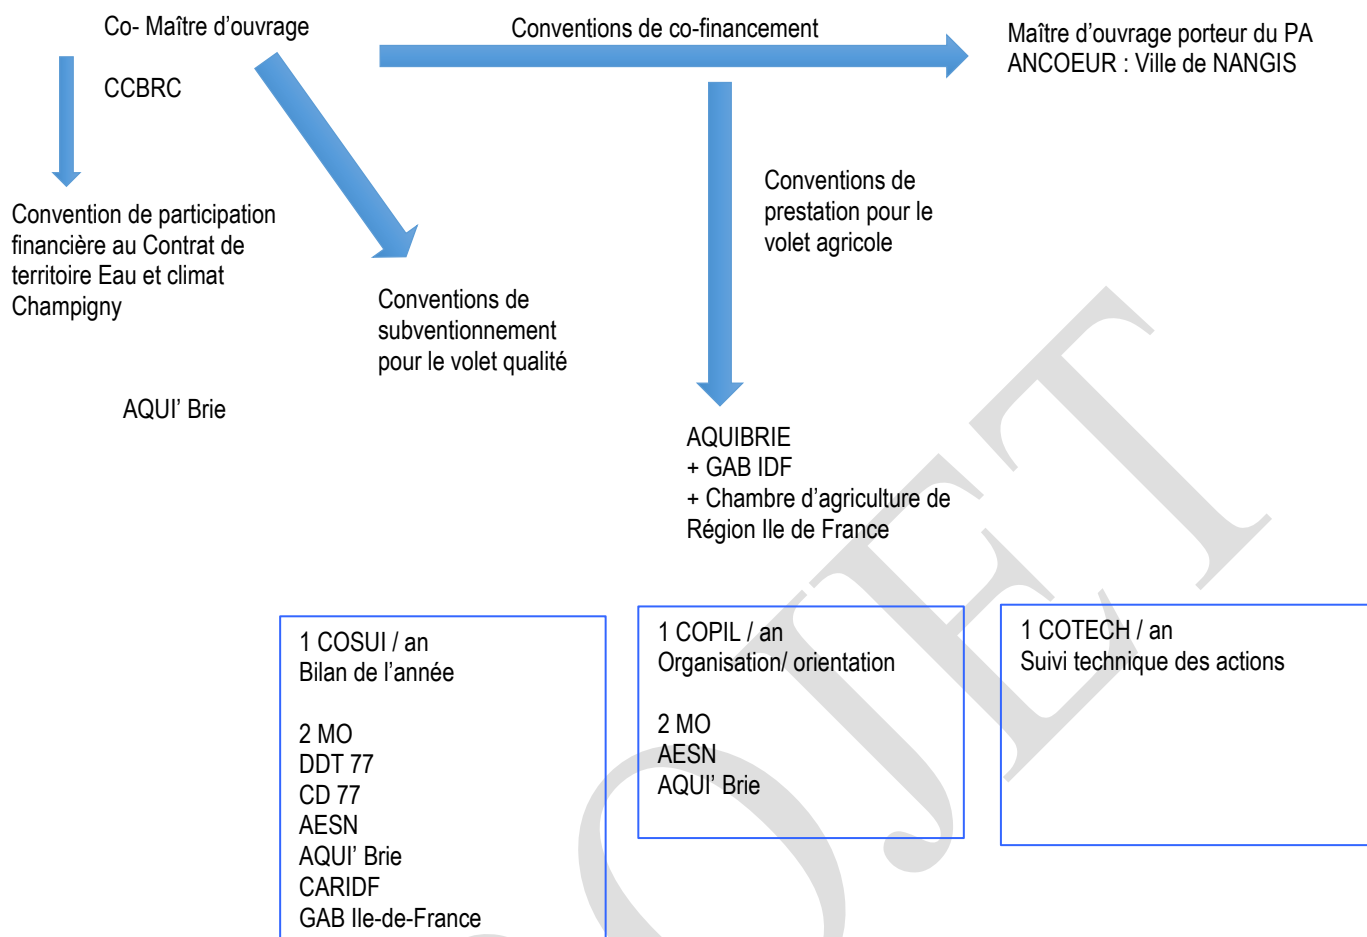 Co- Maître d'ouvrage
CCBRC
Conventions de co-financement
Maître d'ouvrage porteur du PA
ANCOEUR : Ville de NANGIS
Convention de participation
financière au Contrat de
territoire Eau et climat
Champigny
Conventions de
subventionnement
pour le volet qualité
Conventions de
prestation pour le
volet agricole
AQUI' Brie
AQUIBRIE
+ GAB IDF
+ Chambre d'agriculture de
Région Ile de France
1 COSUI / an
Bilan de l'année
2 MO
DDT 77
CD 77
AESN
AQUI' Brie
CARIDF
GAB Ile-de-France
1 COPIL / an
Organisation/ orientation
2 MO
AESN
AQUI' Brie
1 COTECH / an
Suivi technique des actions